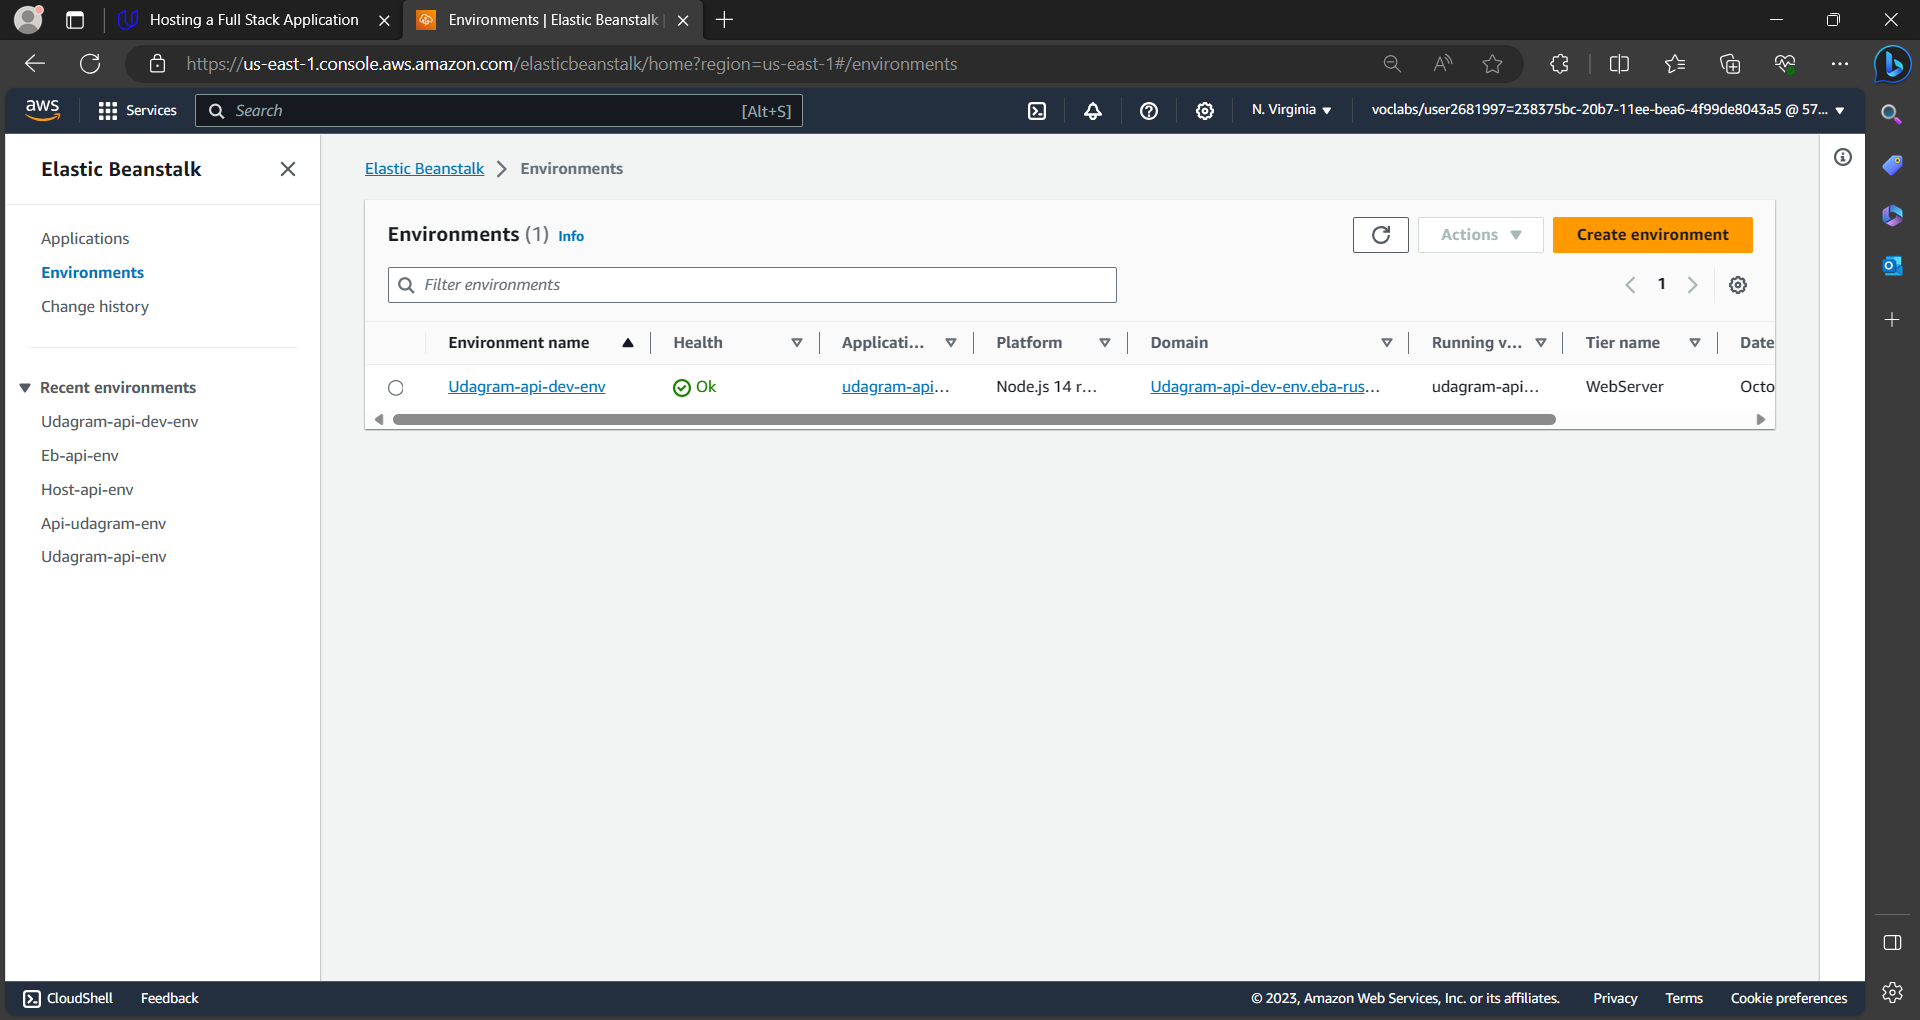 Hosting a Full Stack Application
Environments | Elastic Beanstalk |
https://us-east-1.console.aws.amazon.com/elasticbeanstalk/home?region=us-east-1#/environments
aws
Services
Search
[Alt+S]
N. Virginia
voclabs/user2681997=238375bc-20b7-11ee-bea6-4f99de8043a5 @ 57...
Elastic Beanstalk
Applications
Environments
Change history
Recent environments
Udagram-api-dev-env
Eb-api-env
Host-api-env
Api-udagram-env
Udagram-api-env
Elastic Beanstalk > Environments
Environments (1) Info
Actions
Create environment
Filter environments
1
Environment name Health Applicati... Platform Domain Running v... Tier name Date
Udagram-api-dev-env Ok udagram-api... Node.js 14 r... Udagram-api-dev-env.eba-rus... udagram-api... WebServer Octo
CloudShell Feedback © 2023, Amazon Web Services, Inc. or its affiliates. Privacy Terms Cookie preferences